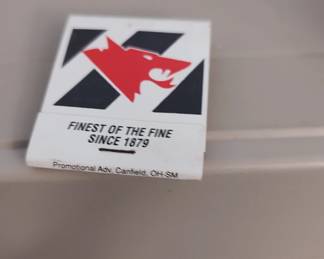 FINEST OF THE FINE
SINCE 1879
Promotional Adv. Canfield, OH-SM